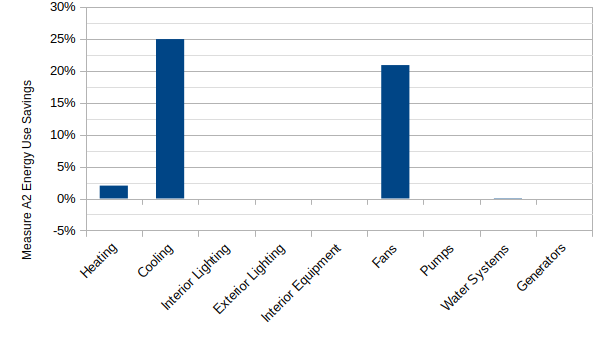 30%
25%
20%
15%
10%
5%
0%
-5%
Measure A2 Energy Use Savings
Heating
Cooling
Interior Lighting
Exterior Lighting
Interior Equipment
Fans
Pumps
Water Systems
Generators